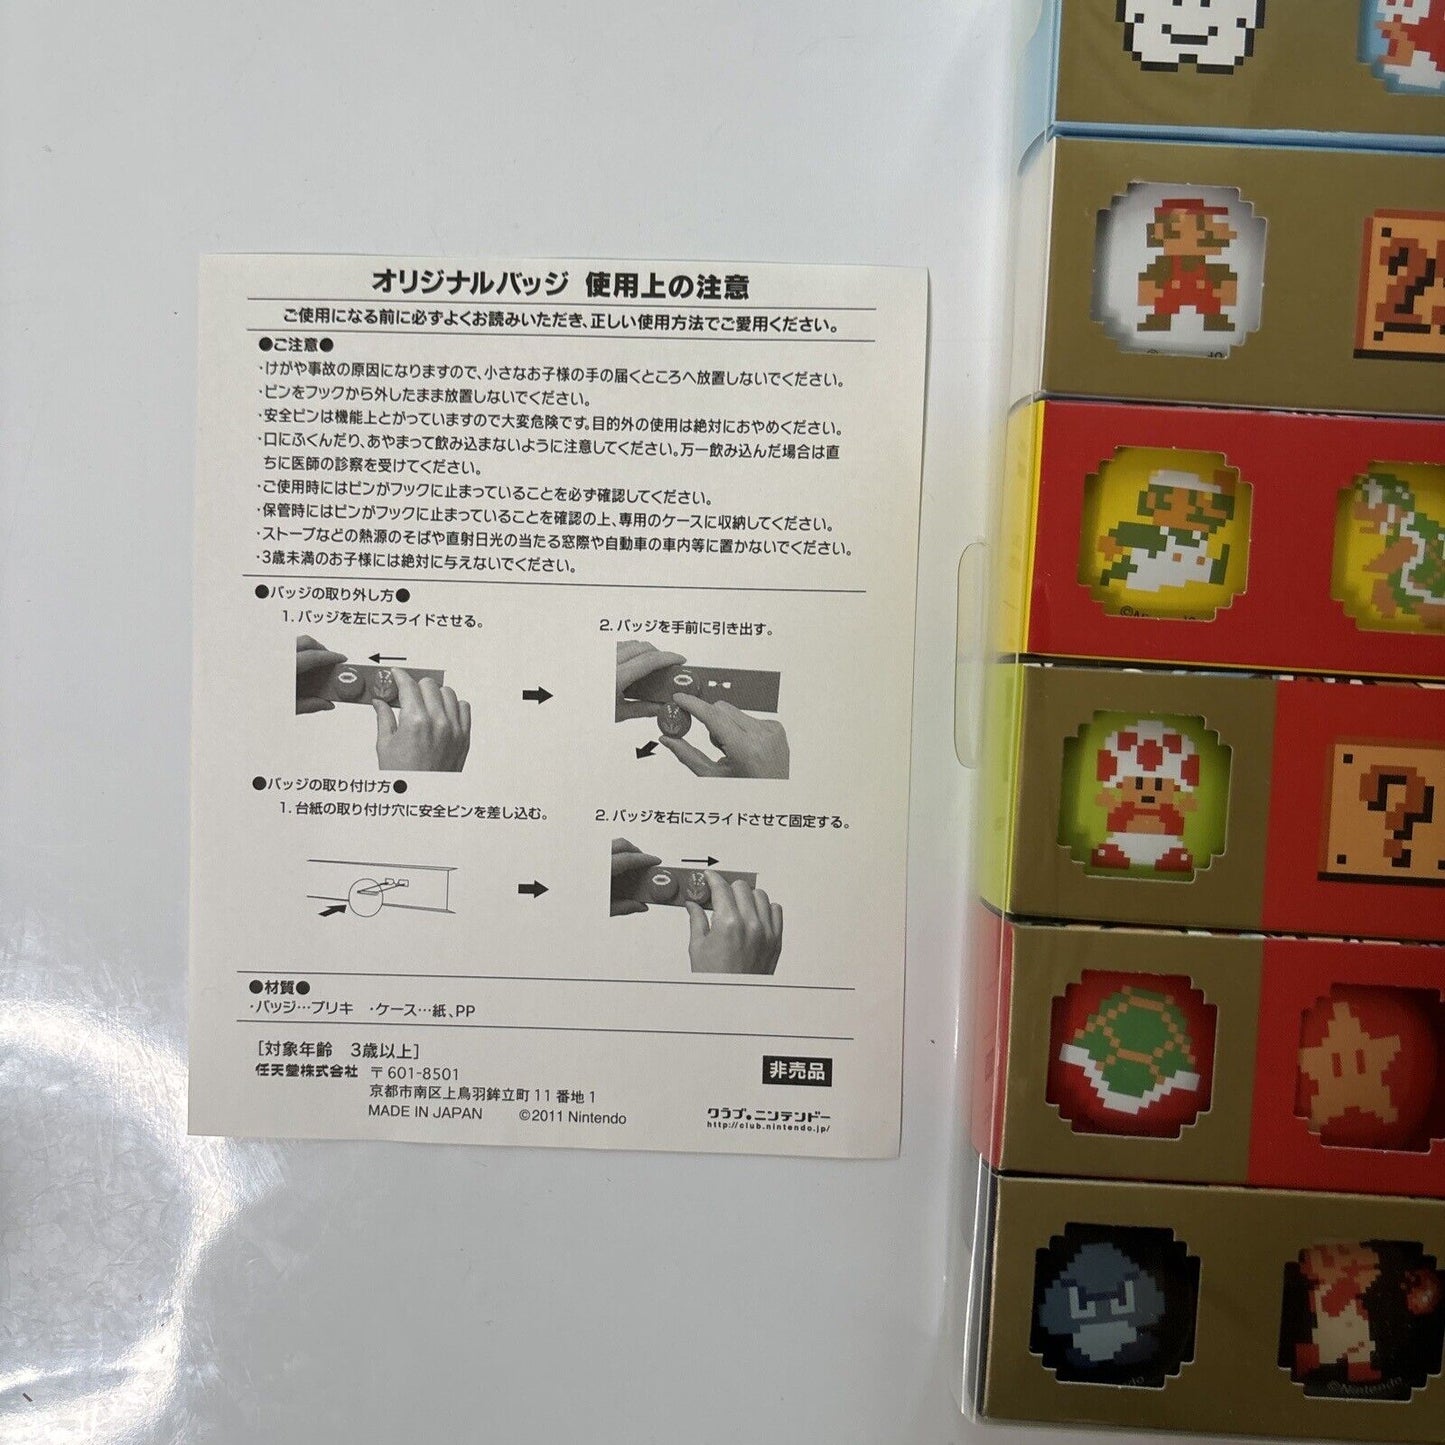 オリジナルバッジ 使用上の注意
ご使用になる前に必ずよくお読みいただき、正しい使用方法でご愛用ください。
●ご注意●
・けがや事故の原因になりますので、小さなお子様の手の届くところへ放置しないでください。
・ピンをフックから外したまま放置しないでください。
・安全ピンは機能上とがっていますので大変危険です。目的外の使用は絶対におやめください。
・口にふくんだり、あやまって飲み込まないように注意してください。万一飲み込んだ場合は直
ちに医師の診察を受けてください。
・ご使用時にはピンがフックに止まっていることを必ず確認してください。
・保管時にはピンがフックに止まっていることを確認の上、専用のケースに収納してください。
・ストーブなどの熱源のそばや直射日光の当たる窓際や自動車の車内等に置かないでください。
・3歳未満のお子様には絶対に与えないでください。
●バッジの取り外し方●
1. バッジを左にスライドさせる。
2. バッジを手前に引き出す。
●バッジの取り付け方●
1. 台紙の取り付け穴に安全ピンを差し込む。
2. バッジを右にスライドさせて固定する。
●材質●
・バッジ…ブリキ ・ケース…紙、PP
[対象年齢 3歳以上]
任天堂株式会社 〒601-8501
京都市南区上鳥羽鉾立町11番地1
MADE IN JAPAN ©2011 Nintendo
非売品
クラブ・ニンテンドー
http://club.nintendo.jp/
?
©Nintendo